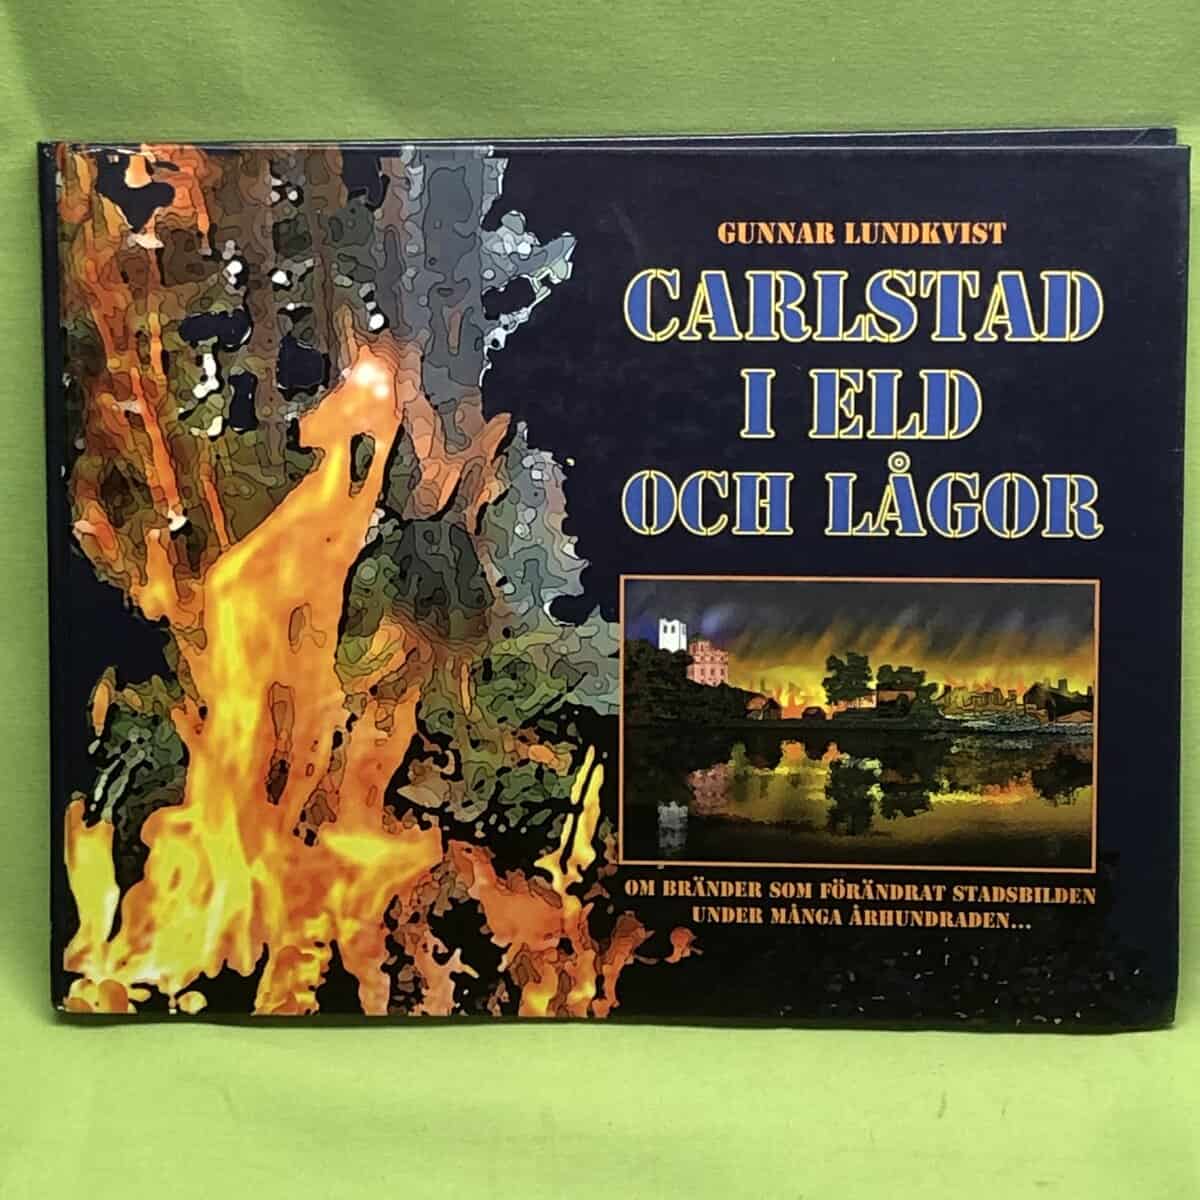 GUNNAR LUNDKVIST
CARLSTAD
I ELD
OCH LÅGOR
OM BRÄNDER SOM FÖRÄNDRAT STADSBILDEN
UNDER MÅNGA ÅRHUNDRADEN...